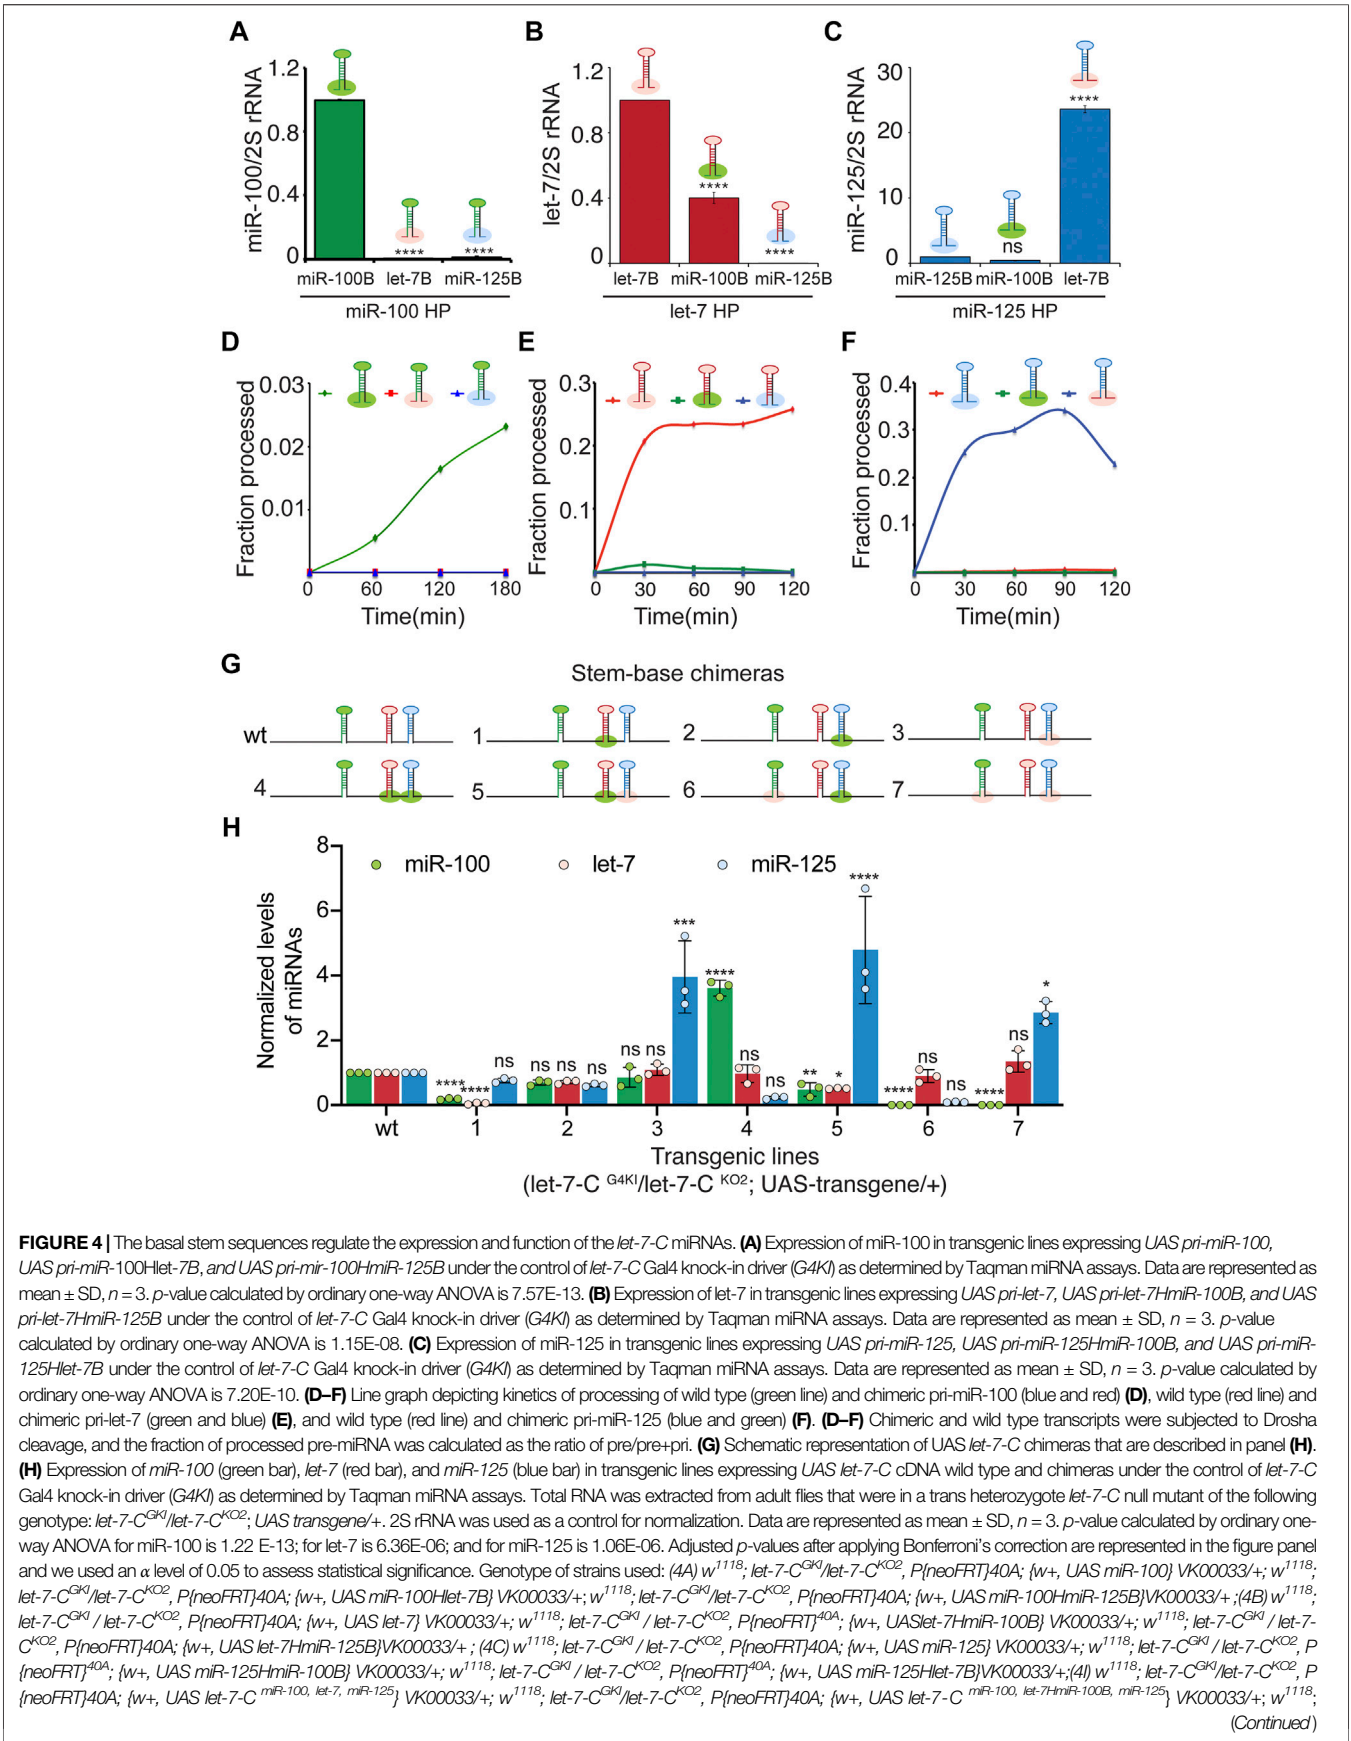 A
B
C
miR-100/2S rRNA
1.2
0.8
0.4
0
****
****
miR-100B let-7B miR-125B
miR-100 HP
let-7/2S rRNA
1.2
0.8
0.4
0
****
****
let-7B miR-100B miR-125B
let-7 HP
miR-125/2S rRNA
30
20
10
0
ns
****
miR-125B miR-100B let-7B
miR-125 HP
D
E
F
Fraction processed
0.03
0.02
0.01
0 60 120 180
Time(min)
Fraction processed
0.3
0.2
0.1
0 30 60 90 120
Time(min)
Fraction processed
0.4
0.3
0.2
0.1
0 30 60 90 120
Time(min)
G
Stem-base chimeras
wt 1 2 3
4 5 6 7
H
Normalized levels
of miRNAs
8
6
4
2
0
miR-100 let-7 miR-125
**** **** ns
ns ns ns
ns ns ***
**** ns ns
** * ****
**** ns ns
**** ns *
wt 1 2 3 4 5 6 7
Transgenic lines
(let-7-C G4KI/let-7-C KO2; UAS-transgene/+)
FIGURE 4 | The basal stem sequences regulate the expression and function of the let-7-C miRNAs. (A) Expression of miR-100 in transgenic lines expressing UAS pri-miR-100,
UAS pri-miR-100Hlet-7B, and UAS pri-mir-100HmiR-125B under the control of let-7-C Gal4 knock-in driver (G4KI) as determined by Taqman miRNA assays. Data are represented as
mean ± SD, n = 3. p-value calculated by ordinary one-way ANOVA is 7.57E-13. (B) Expression of let-7 in transgenic lines expressing UAS pri-let-7, UAS pri-let-7HmiR-100B, and UAS
pri-let-7HmiR-125B under the control of let-7-C Gal4 knock-in driver (G4KI) as determined by Taqman miRNA assays. Data are represented as mean ± SD, n = 3. p-value
calculated by ordinary one-way ANOVA is 1.15E-08. (C) Expression of miR-125 in transgenic lines expressing UAS pri-miR-125, UAS pri-miR-125HmiR-100B, and UAS pri-miR-
125Hlet-7B under the control of let-7-C Gal4 knock-in driver (G4KI) as determined by Taqman miRNA assays. Data are represented as mean ± SD, n = 3. p-value calculated by
ordinary one-way ANOVA is 7.20E-10. (D–F) Line graph depicting kinetics of processing of wild type (green line) and chimeric pri-miR-100 (blue and red) (D), wild type (red line) and
chimeric pri-let-7 (green and blue) (E), and wild type (red line) and chimeric pri-miR-125 (blue and green) (F). (D–F) Chimeric and wild type transcripts were subjected to Drosha
cleavage, and the fraction of processed pre-miRNA was calculated as the ratio of pre/pre+pri. (G) Schematic representation of UAS let-7-C chimeras that are described in panel (H).
(H) Expression of miR-100 (green bar), let-7 (red bar), and miR-125 (blue bar) in transgenic lines expressing UAS let-7-C cDNA wild type and chimeras under the control of let-7-C
Gal4 knock-in driver (G4KI) as determined by Taqman miRNA assays. Total RNA was extracted from adult flies that were in a trans heterozygote let-7-C null mutant of the following
genotype: let-7-C^GKI/let-7-C^KO2; UAS transgene/+. 2S rRNA was used as a control for normalization. Data are represented as mean ± SD, n = 3. p-value calculated by ordinary one-
way ANOVA for miR-100 is 1.22 E-13; for let-7 is 6.36E-06; and for miR-125 is 1.06E-06. Adjusted p-values after applying Bonferroni's correction are represented in the figure panel
and we used an α level of 0.05 to assess statistical significance. Genotype of strains used: (4A) w^1118; let-7-C^GKI/let-7-C^KO2, P{neoFRT}40A; {w+, UAS miR-100} VK00033/+; w^1118;
let-7-C^GKI/let-7-C^KO2, P{neoFRT}40A; {w+, UAS miR-100Hlet-7B} VK00033/+; w^1118; let-7-C^GKI/let-7-C^KO2, P{neoFRT}40A; {w+, UAS miR-100HmiR-125B}VK00033/+;(4B) w^1118;
let-7-C^GKI / let-7-C^KO2, P{neoFRT}40A; {w+, UAS let-7} VK00033/+; w^1118; let-7-C^GKI / let-7-C^KO2, P{neoFRT}^40A; {w+, UASlet-7HmiR-100B} VK00033/+; w^1118; let-7-C^GKI / let-7-
C^KO2, P{neoFRT}40A; {w+, UAS let-7HmiR-125B}VK00033/+ ; (4C) w^1118; let-7-C^GKI / let-7-C^KO2, P{neoFRT}40A; {w+, UAS miR-125} VK00033/+; w^1118; let-7-C^GKI / let-7-C^KO2, P
{neoFRT}^40A; {w+, UAS miR-125HmiR-100B} VK00033/+; w^1118; let-7-C^GKI / let-7-C^KO2, P{neoFRT}^40A; {w+, UAS miR-125Hlet-7B}VK00033/+;(4I) w^1118; let-7-C^GKI/let-7-C^KO2, P
{neoFRT}40A; {w+, UAS let-7-C ^miR-100, let-7, miR-125} VK00033/+; w^1118; let-7-C^GKI/let-7-C^KO2, P{neoFRT}40A; {w+, UAS let-7-C ^miR-100, let-7HmiR-100B, miR-125} VK00033/+; w^1118;
(Continued)